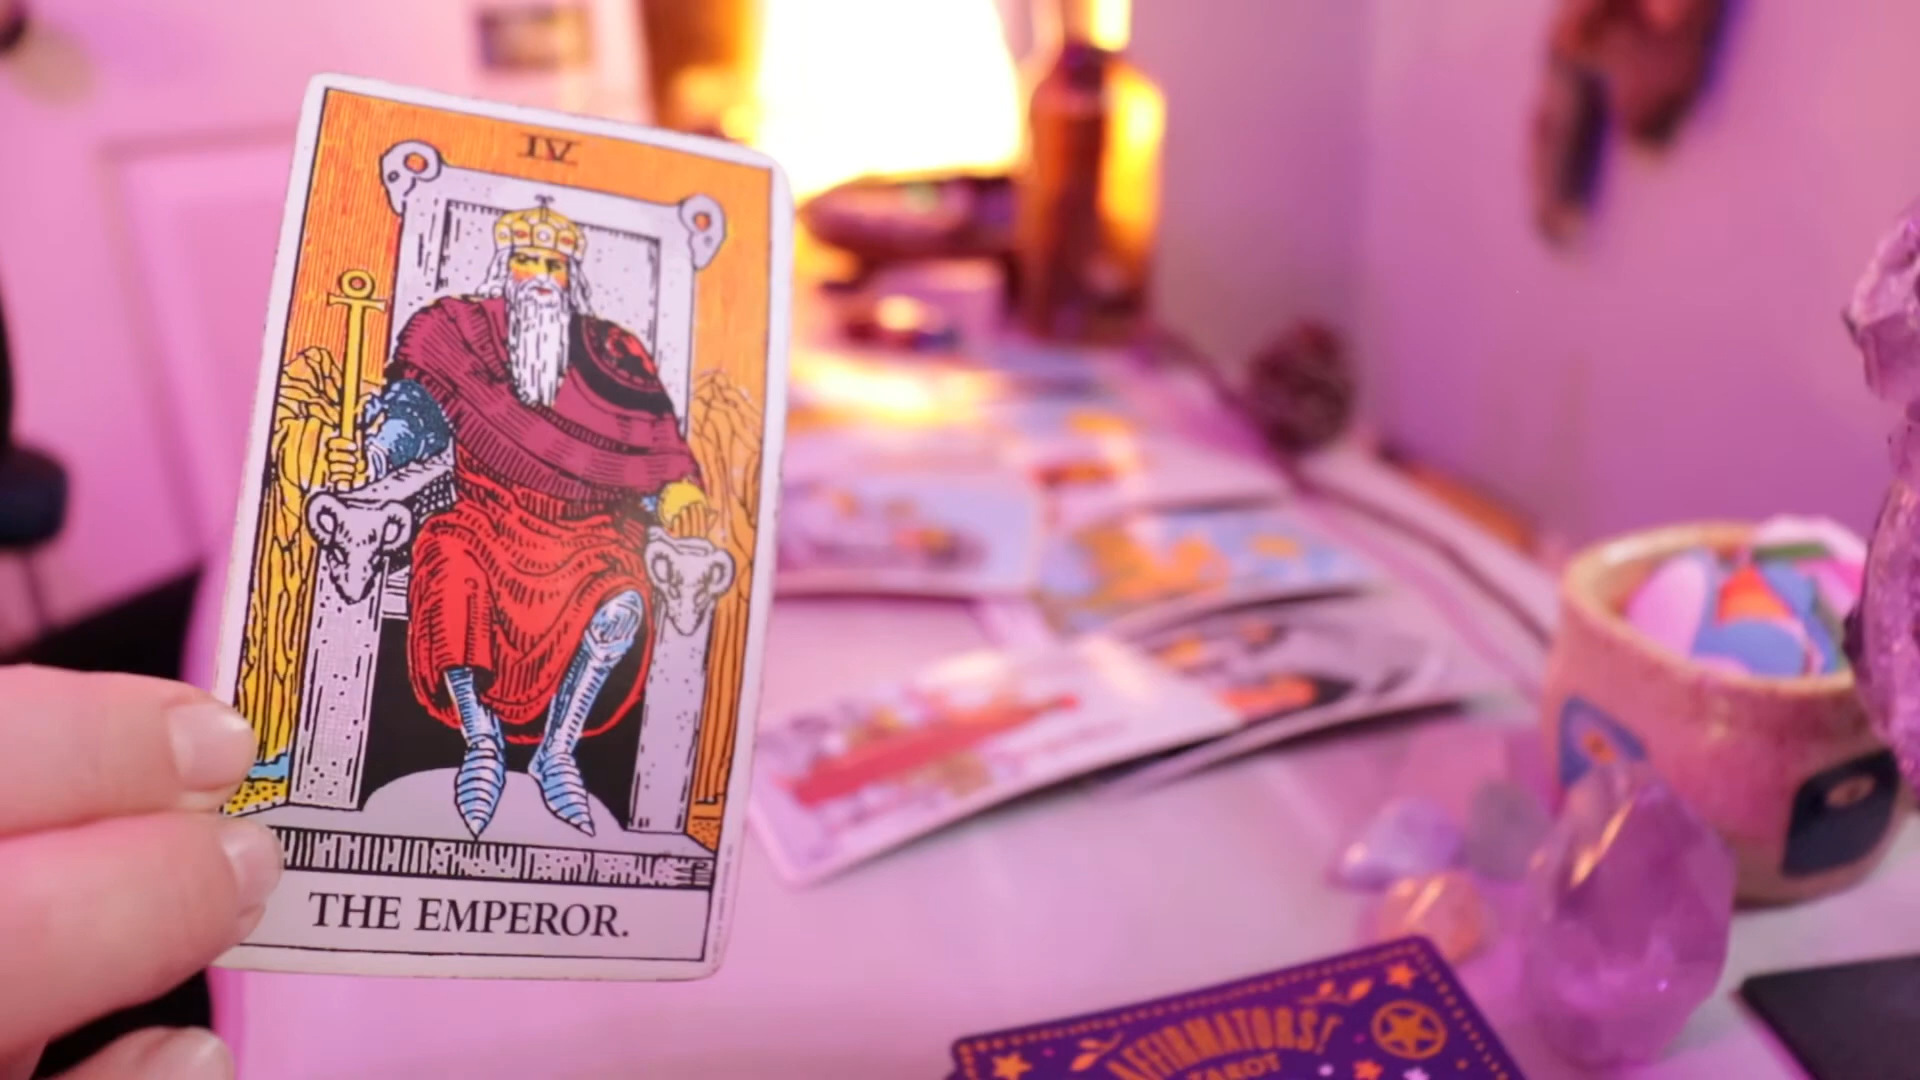 IV
THE EMPEROR.
AFFIRMATORS!
TAROT